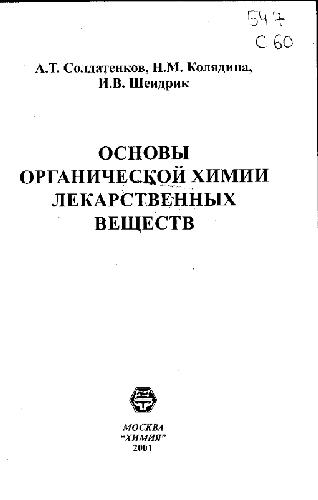 547
С 60
А.Т. Солдатенков, Н.М. Колядина,
И.В. Шендрик
ОСНОВЫ
ОРГАНИЧЕСКОЙ ХИМИИ
ЛЕКАРСТВЕННЫХ
ВЕЩЕСТВ
МОСКВА
"ХИМИЯ"
2001